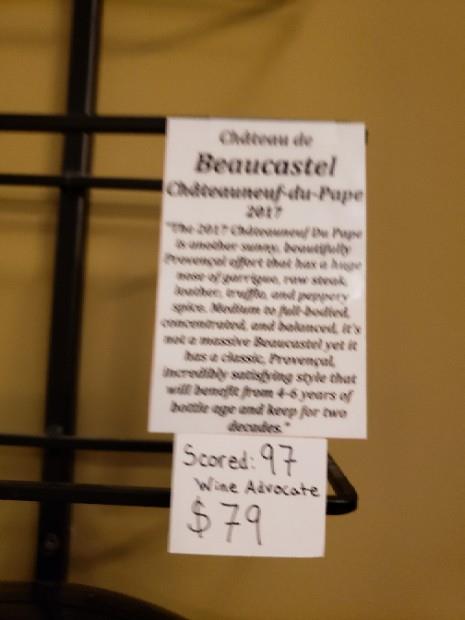 Château de
Beaucastel
Châteauneuf-du-Pape
2017
"The 2017 Châteauneuf Du Pape
is another sunny, beautifully
Provençal effort that has a huge
nose of garrigue, raw steak,
leather, truffle, and peppery
spice. Medium to full-bodied,
concentrated, and balanced, it's
not a massive Beaucastel yet it
has a classic, Provençal,
incredibly satisfying style that
will benefit from 4-6 years of
bottle age and keep for two
decades."
Scored: 97
Wine Advocate
$79